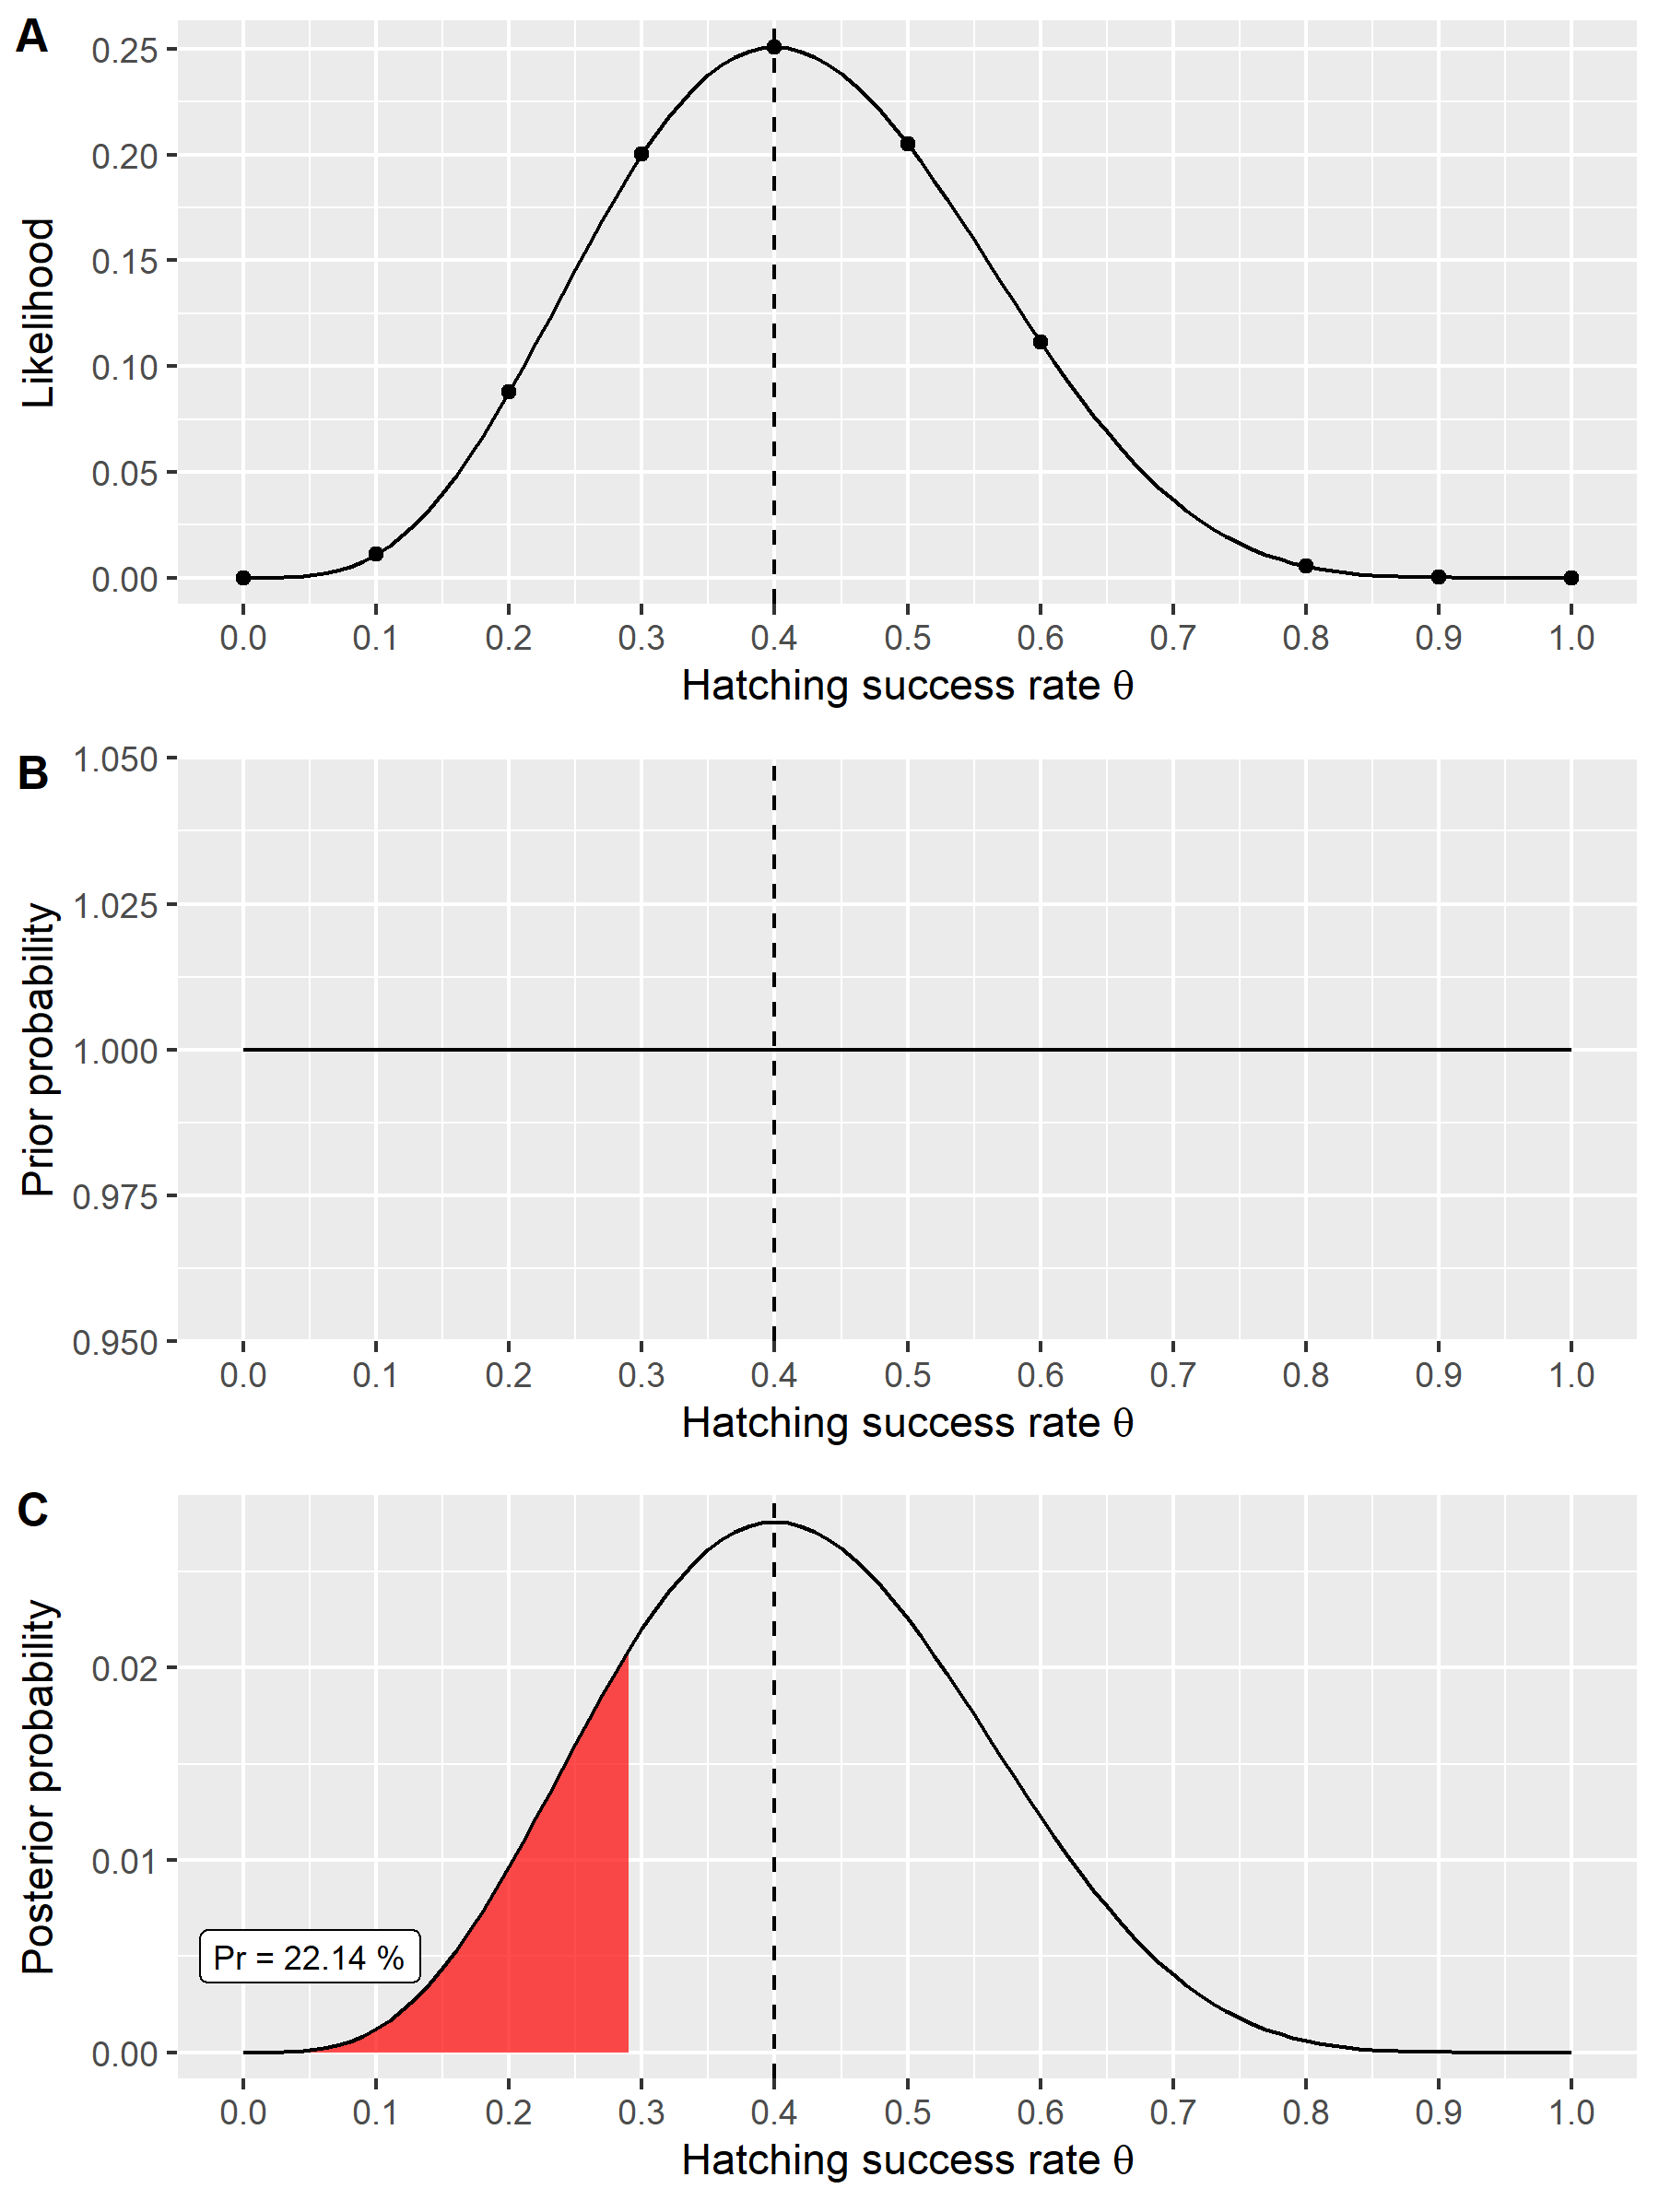 A
0.25
0.20
0.15
0.10
0.05
0.00
Likelihood
0.0 0.1 0.2 0.3 0.4 0.5 0.6 0.7 0.8 0.9 1.0
Hatching success rate θ
B
1.050
1.025
1.000
0.975
0.950
Prior probability
0.0 0.1 0.2 0.3 0.4 0.5 0.6 0.7 0.8 0.9 1.0
Hatching success rate θ
C
0.02
0.01
0.00
Posterior probability
Pr = 22.14 %
0.0 0.1 0.2 0.3 0.4 0.5 0.6 0.7 0.8 0.9 1.0
Hatching success rate θ